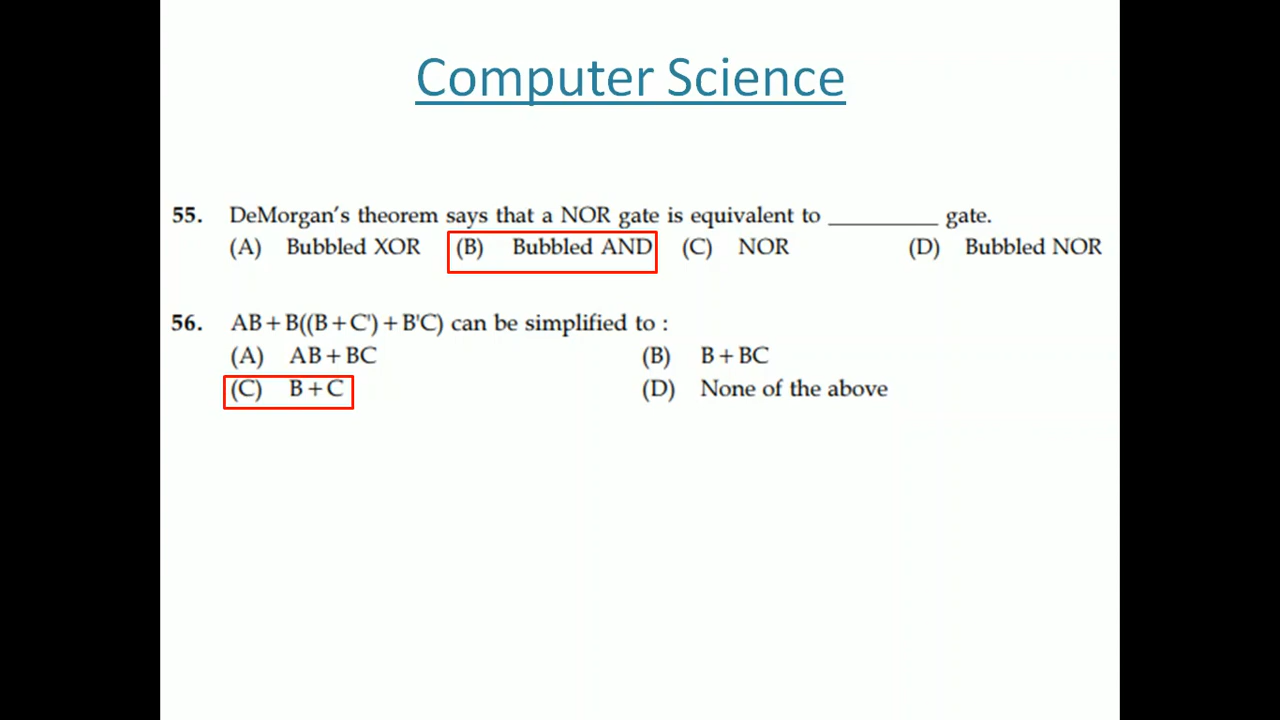 Computer Science
55. DeMorgan's theorem says that a NOR gate is equivalent to __________ gate.
(A) Bubbled XOR (B) Bubbled AND (C) NOR (D) Bubbled NOR
56. AB+B((B+C')+B'C) can be simplified to :
(A) AB+BC (B) B+BC
(C) B+C (D) None of the above